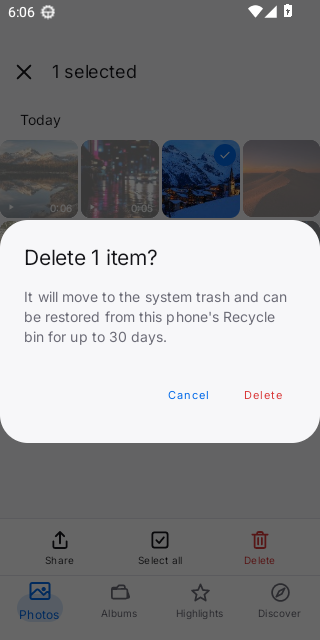 6:06
1 selected
Today
0:06
0:05
Delete 1 item?
It will move to the system trash and can
be restored from this phone's Recycle
bin for up to 30 days.
Cancel
Delete
Share
Select all
Delete
Photos
Albums
Highlights
Discover